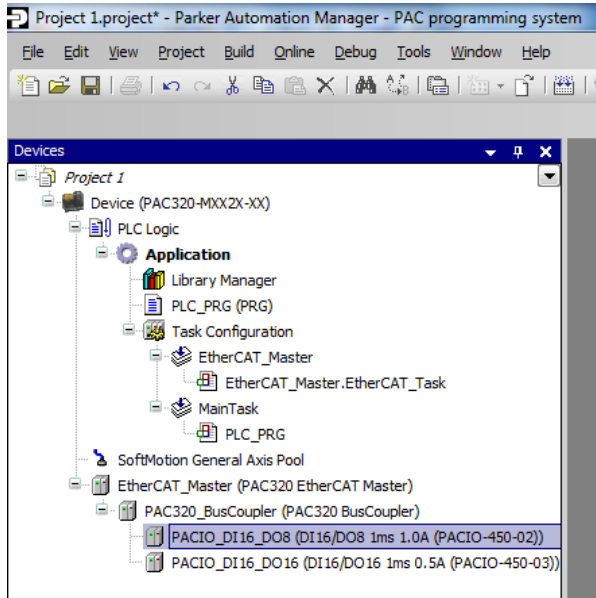 Project 1.project* - Parker Automation Manager - PAC programming system
File Edit View Project Build Online Debug Tools Window Help
Devices
Project 1
Device (PAC320-MXX2X-XX)
PLC Logic
Application
Library Manager
PLC_PRG (PRG)
Task Configuration
EtherCAT_Master
EtherCAT_Master.EtherCAT_Task
MainTask
PLC_PRG
SoftMotion General Axis Pool
EtherCAT_Master (PAC320 EtherCAT Master)
PAC320_BusCoupler (PAC320 BusCoupler)
PACIO_DI16_DO8 (DI16/DO8 1ms 1.0A (PACIO-450-02))
PACIO_DI16_DO16 (DI16/DO16 1ms 0.5A (PACIO-450-03))